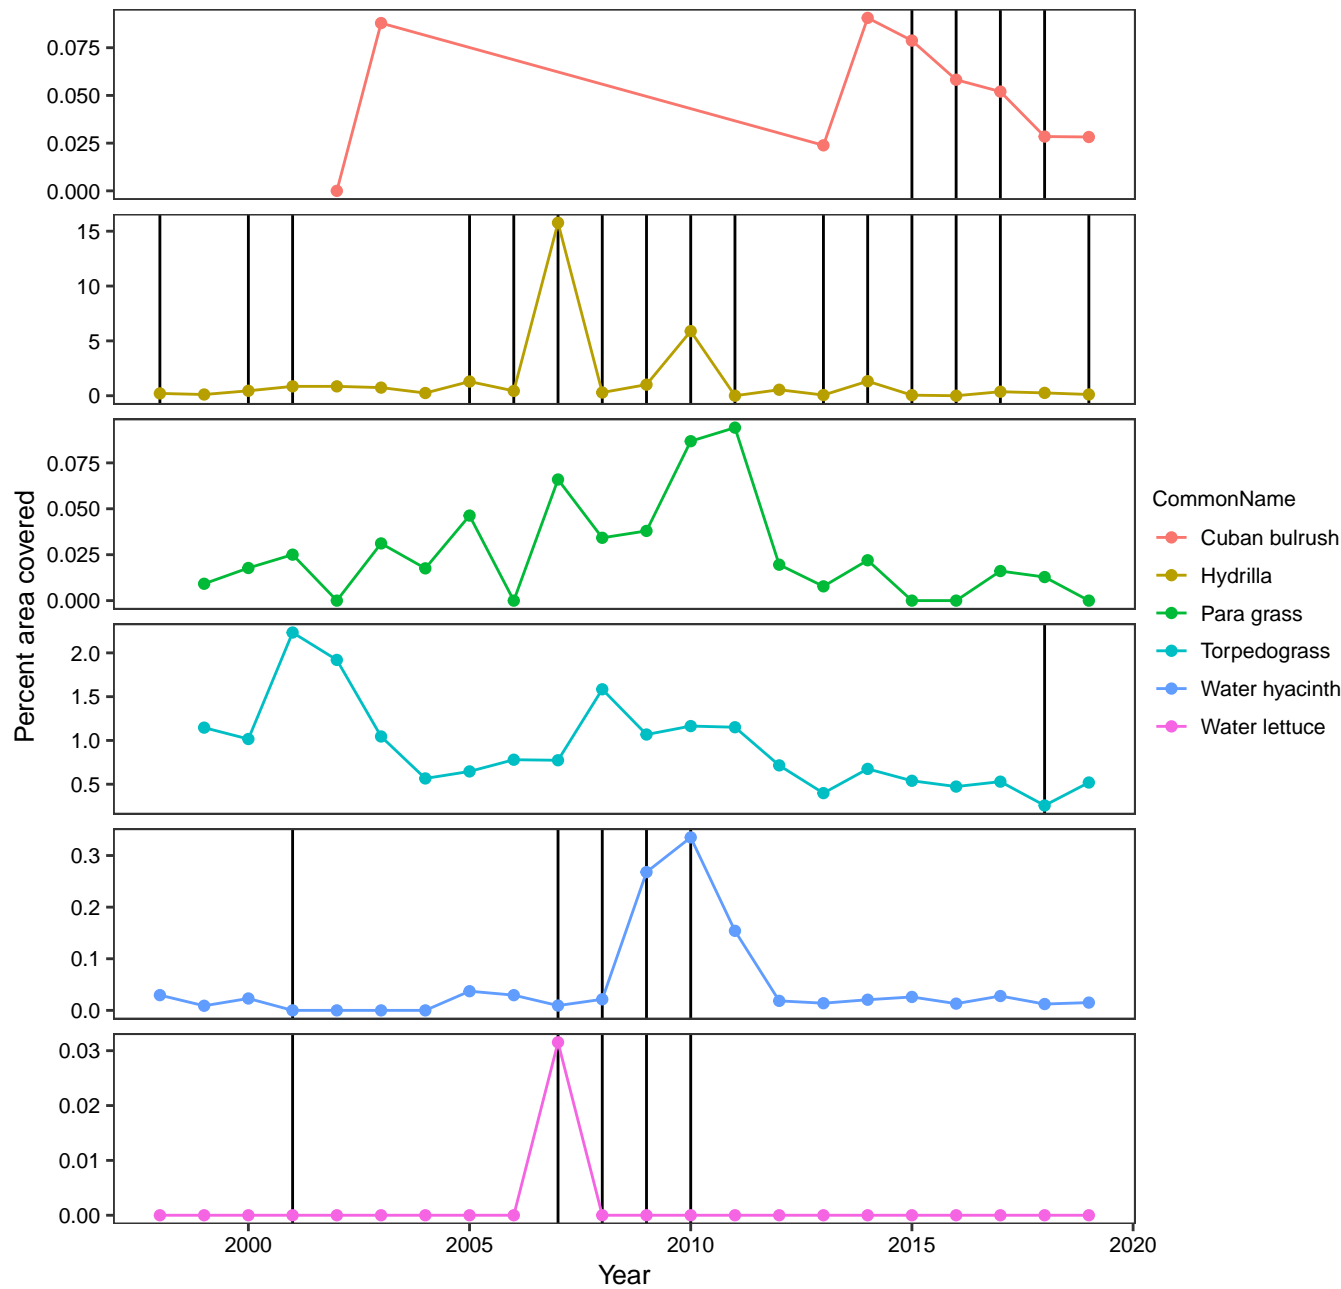 0.075
0.050
0.025
0.000
15
10
5
0
0.075
0.050
0.025
0.000
2.0
1.5
1.0
0.5
0.3
0.2
0.1
0.0
0.03
0.02
0.01
0.00
2000 2005 2010 2015 2020
Year
Percent area covered
CommonName
Cuban bulrush
Hydrilla
Para grass
Torpedograss
Water hyacinth
Water lettuce